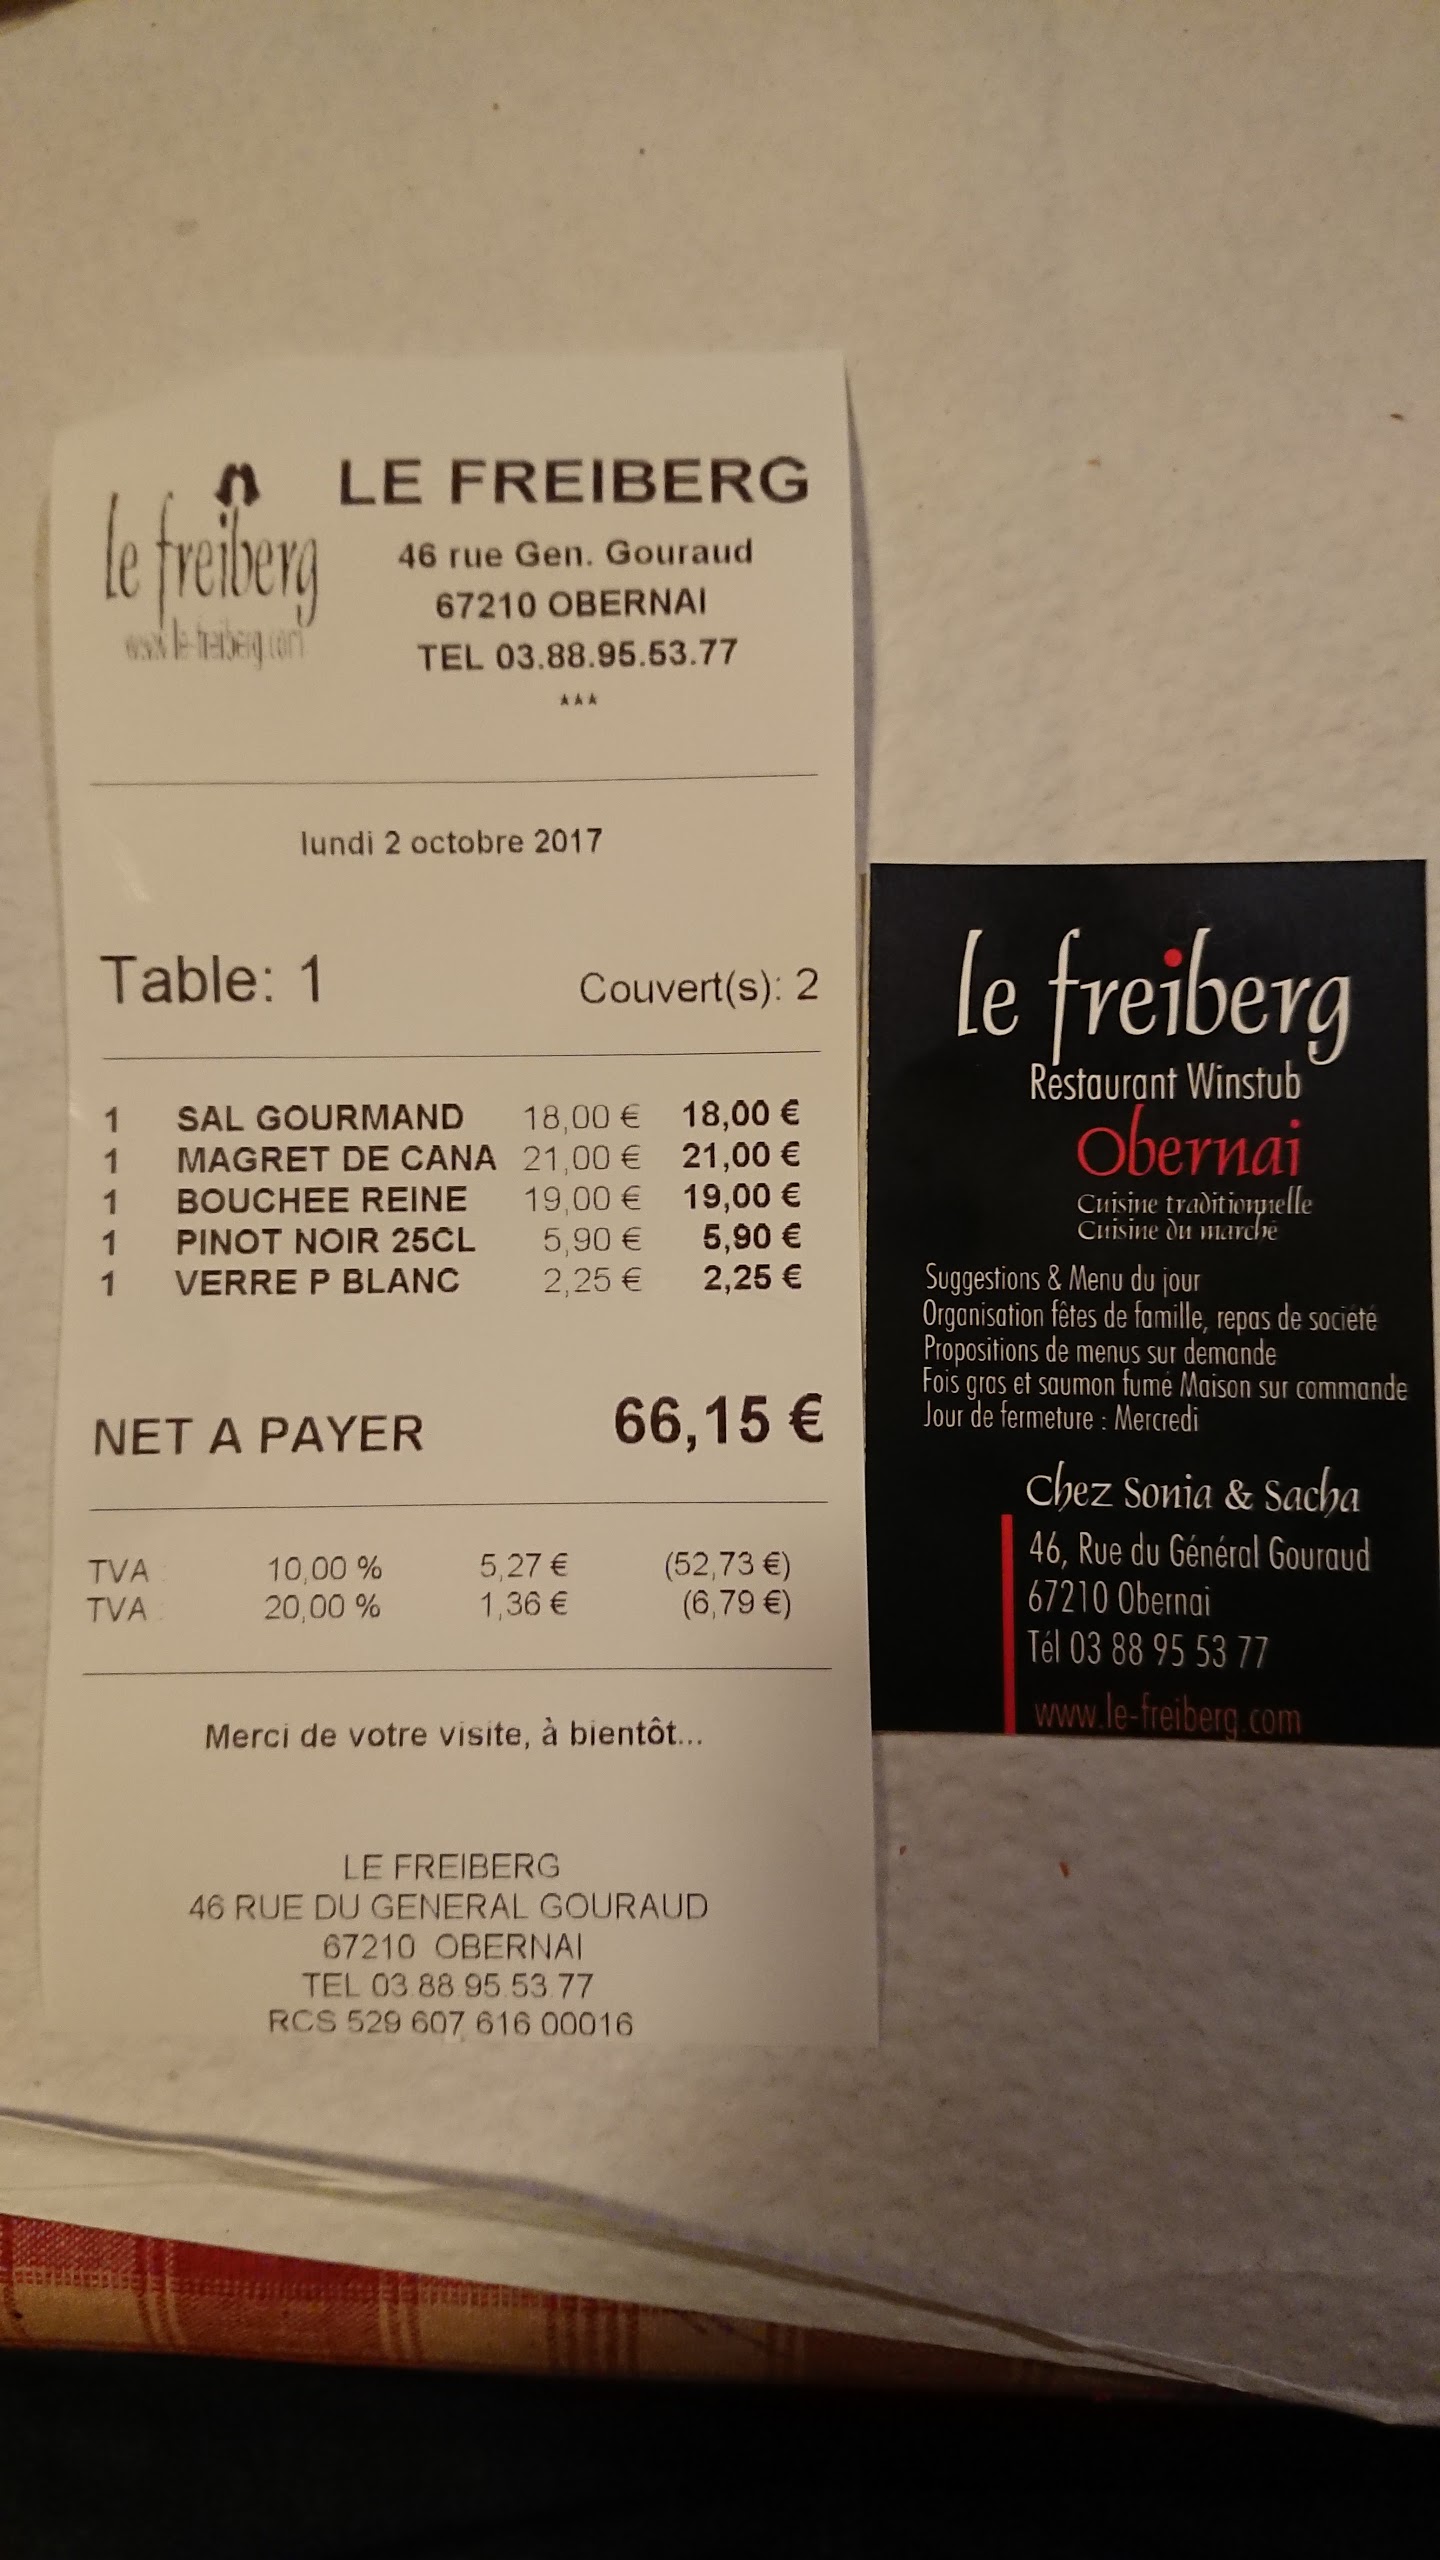 le freiberg
www.le-freiberg.com
LE FREIBERG
46 rue Gen. Gouraud
67210 OBERNAI
TEL 03.88.95.53.77
***
lundi 2 octobre 2017
Table: 1 Couvert(s): 2
1 SAL GOURMAND 18,00 € 18,00 €
1 MAGRET DE CANA 21,00 € 21,00 €
1 BOUCHEE REINE 19,00 € 19,00 €
1 PINOT NOIR 25CL 5,90 € 5,90 €
1 VERRE P BLANC 2,25 € 2,25 €
NET A PAYER 66,15 €
TVA : 10,00 % 5,27 € (52,73 €)
TVA : 20,00 % 1,36 € (6,79 €)
Merci de votre visite, à bientôt...
LE FREIBERG
46 RUE DU GENERAL GOURAUD
67210 OBERNAI
TEL 03.88.95.53.77
RCS 529 607 616 00016
le freiberg
Restaurant Winstub
Obernai
Cuisine traditionnelle
Cuisine du marché
Suggestions & Menu du jour
Organisation fêtes de famille, repas de société
Propositions de menus sur demande
Fois gras et saumon fumé Maison sur commande
Jour de fermeture : Mercredi
Chez Sonia & Sacha
46, Rue du Général Gouraud
67210 Obernai
Tél 03 88 95 53 77
www.le-freiberg.com